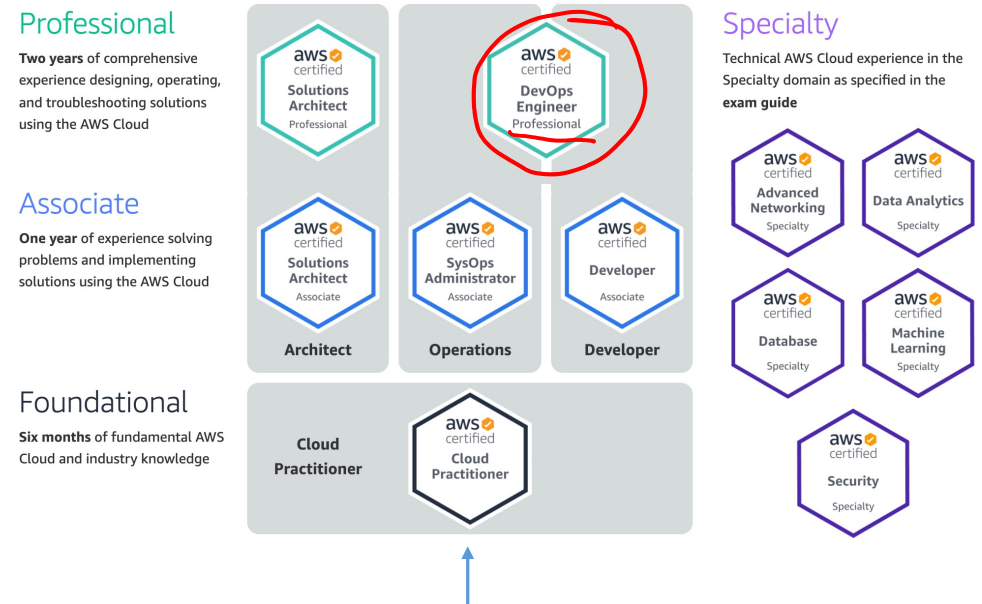 Professional
Two years of comprehensive
experience designing, operating,
and troubleshooting solutions
using the AWS Cloud
aws
certified
Solutions
Architect
Professional
aws
certified
DevOps
Engineer
Professional
Associate
One year of experience solving
problems and implementing
solutions using the AWS Cloud
aws
certified
Solutions
Architect
Associate
aws
certified
SysOps
Administrator
Associate
aws
certified
Developer
Associate
Architect
Operations
Developer
Foundational
Six months of fundamental AWS
Cloud and industry knowledge
Cloud
Practitioner
aws
certified
Cloud
Practitioner
Specialty
Technical AWS Cloud experience in the
Specialty domain as specified in the
exam guide
aws
certified
Advanced
Networking
Specialty
aws
certified
Data Analytics
Specialty
aws
certified
Database
Specialty
aws
certified
Machine
Learning
Specialty
aws
certified
Security
Specialty